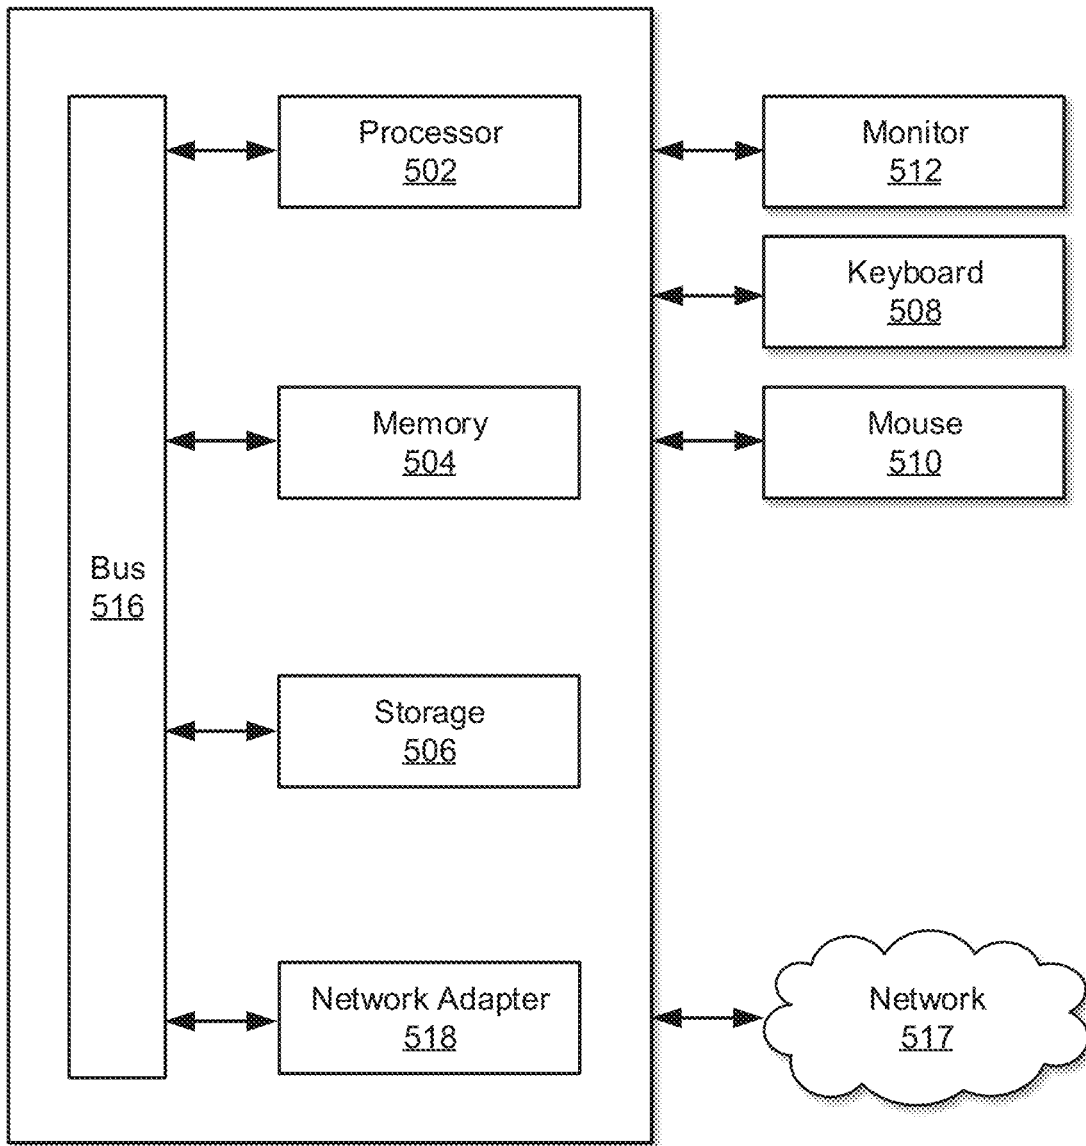 Processor
502
Monitor
512
Keyboard
508
Memory
504
Mouse
510
Bus
516
Storage
506
Network Adapter
518
Network
517